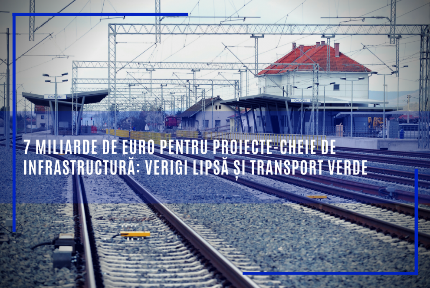 7 MILIARDE DE EURO PENTRU PROIECTE-CHEIE DE
INFRASTRUCTURĂ: VERIGI LIPSĂ ȘI TRANSPORT VERDE